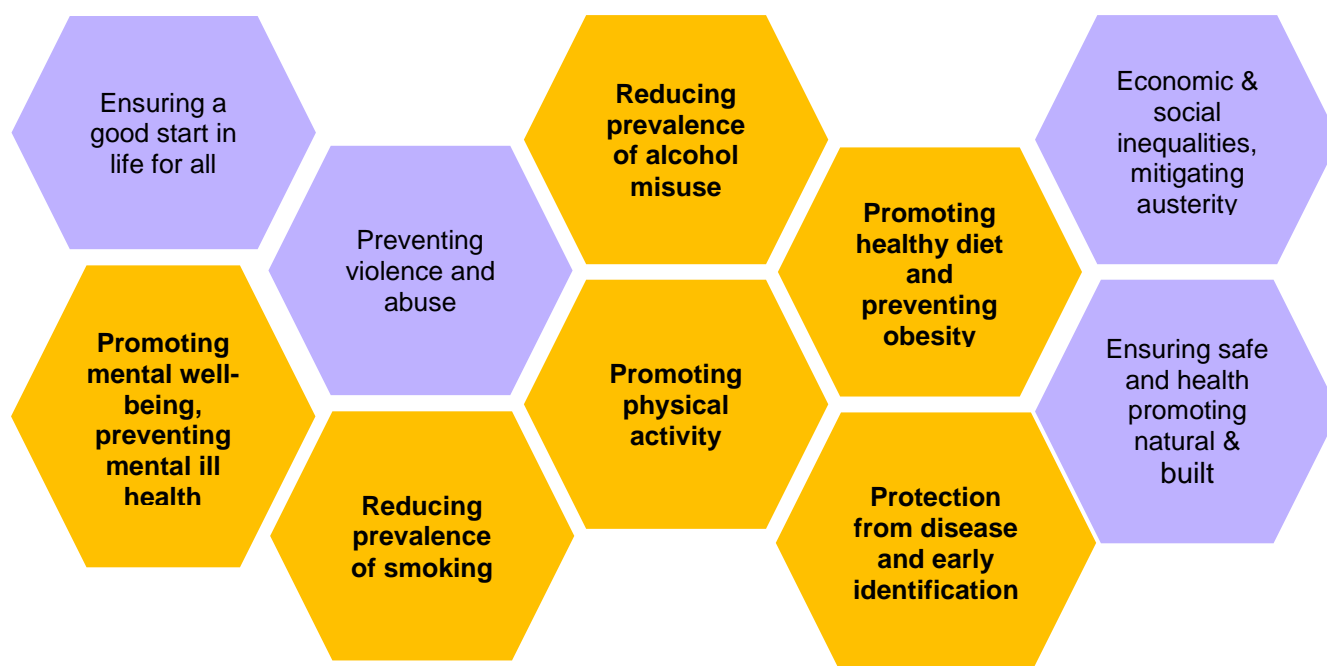 Ensuring a
good start in
life for all
Preventing
violence and
abuse
Reducing
prevalence
of alcohol
misuse
Promoting
healthy diet
and
preventing
obesity
Economic &
social
inequalities,
mitigating
austerity
Promoting
mental well-
being,
preventing
mental ill
health
Reducing
prevalence
of smoking
Promoting
physical
activity
Protection
from disease
and early
identification
Ensuring safe
and health
promoting
natural &
built